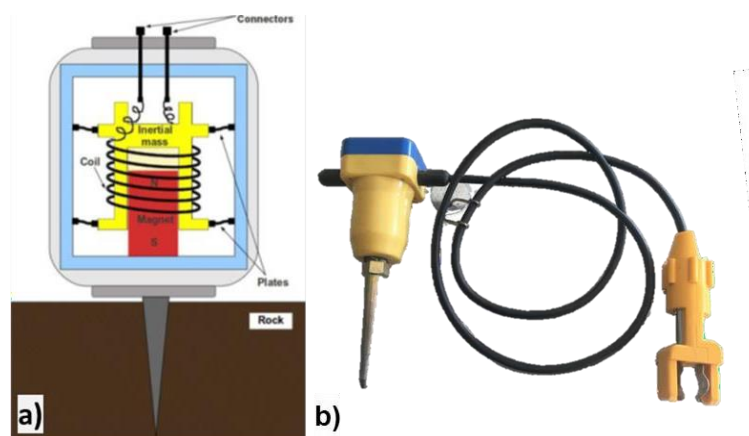 Connectors
Inertial
mass
Coil
N
Magnet
S
Plates
Rock
a)
b)